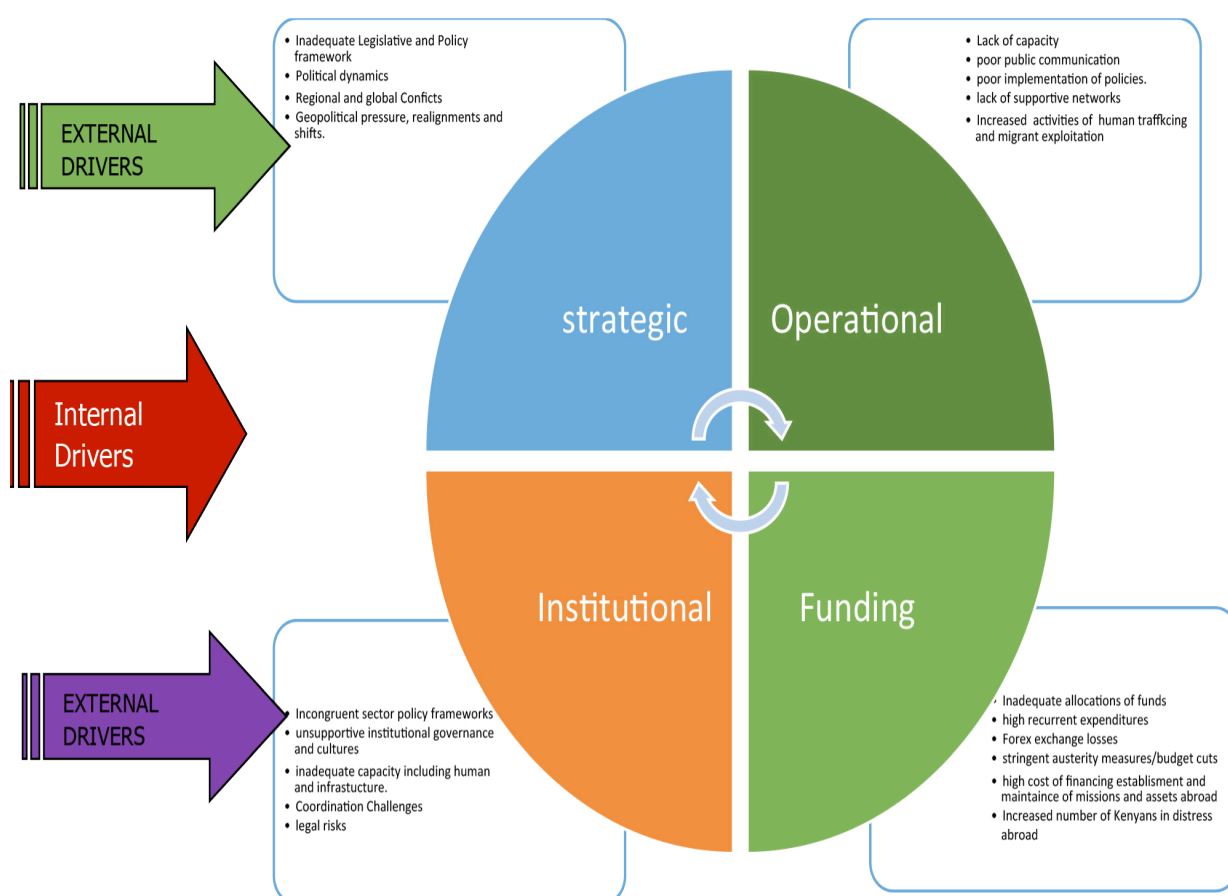 • Inadequate Legislative and Policy
framework
• Political dynamics
• Regional and global Conficts
• Geopolitical pressure, realignments and
shifts.
• Lack of capacity
• poor public communication
• poor implementation of policies.
• lack of supportive networks
• Increased activities of human traffkcing
and migrant exploitation
EXTERNAL
DRIVERS
strategic
Operational
Internal
Drivers
Institutional
Funding
EXTERNAL
DRIVERS
• Incongruent sector policy frameworks
• unsupportive institutional governance
and cultures
• inadequate capacity including human
and infrastucture.
• Coordination Challenges
• legal risks
• Inadequate allocations of funds
• high recurrent expenditures
• Forex exchange losses
• stringent austerity measures/budget cuts
• high cost of financing establisment and
maintaince of missions and assets abroad
• Increased number of Kenyans in distress
abroad